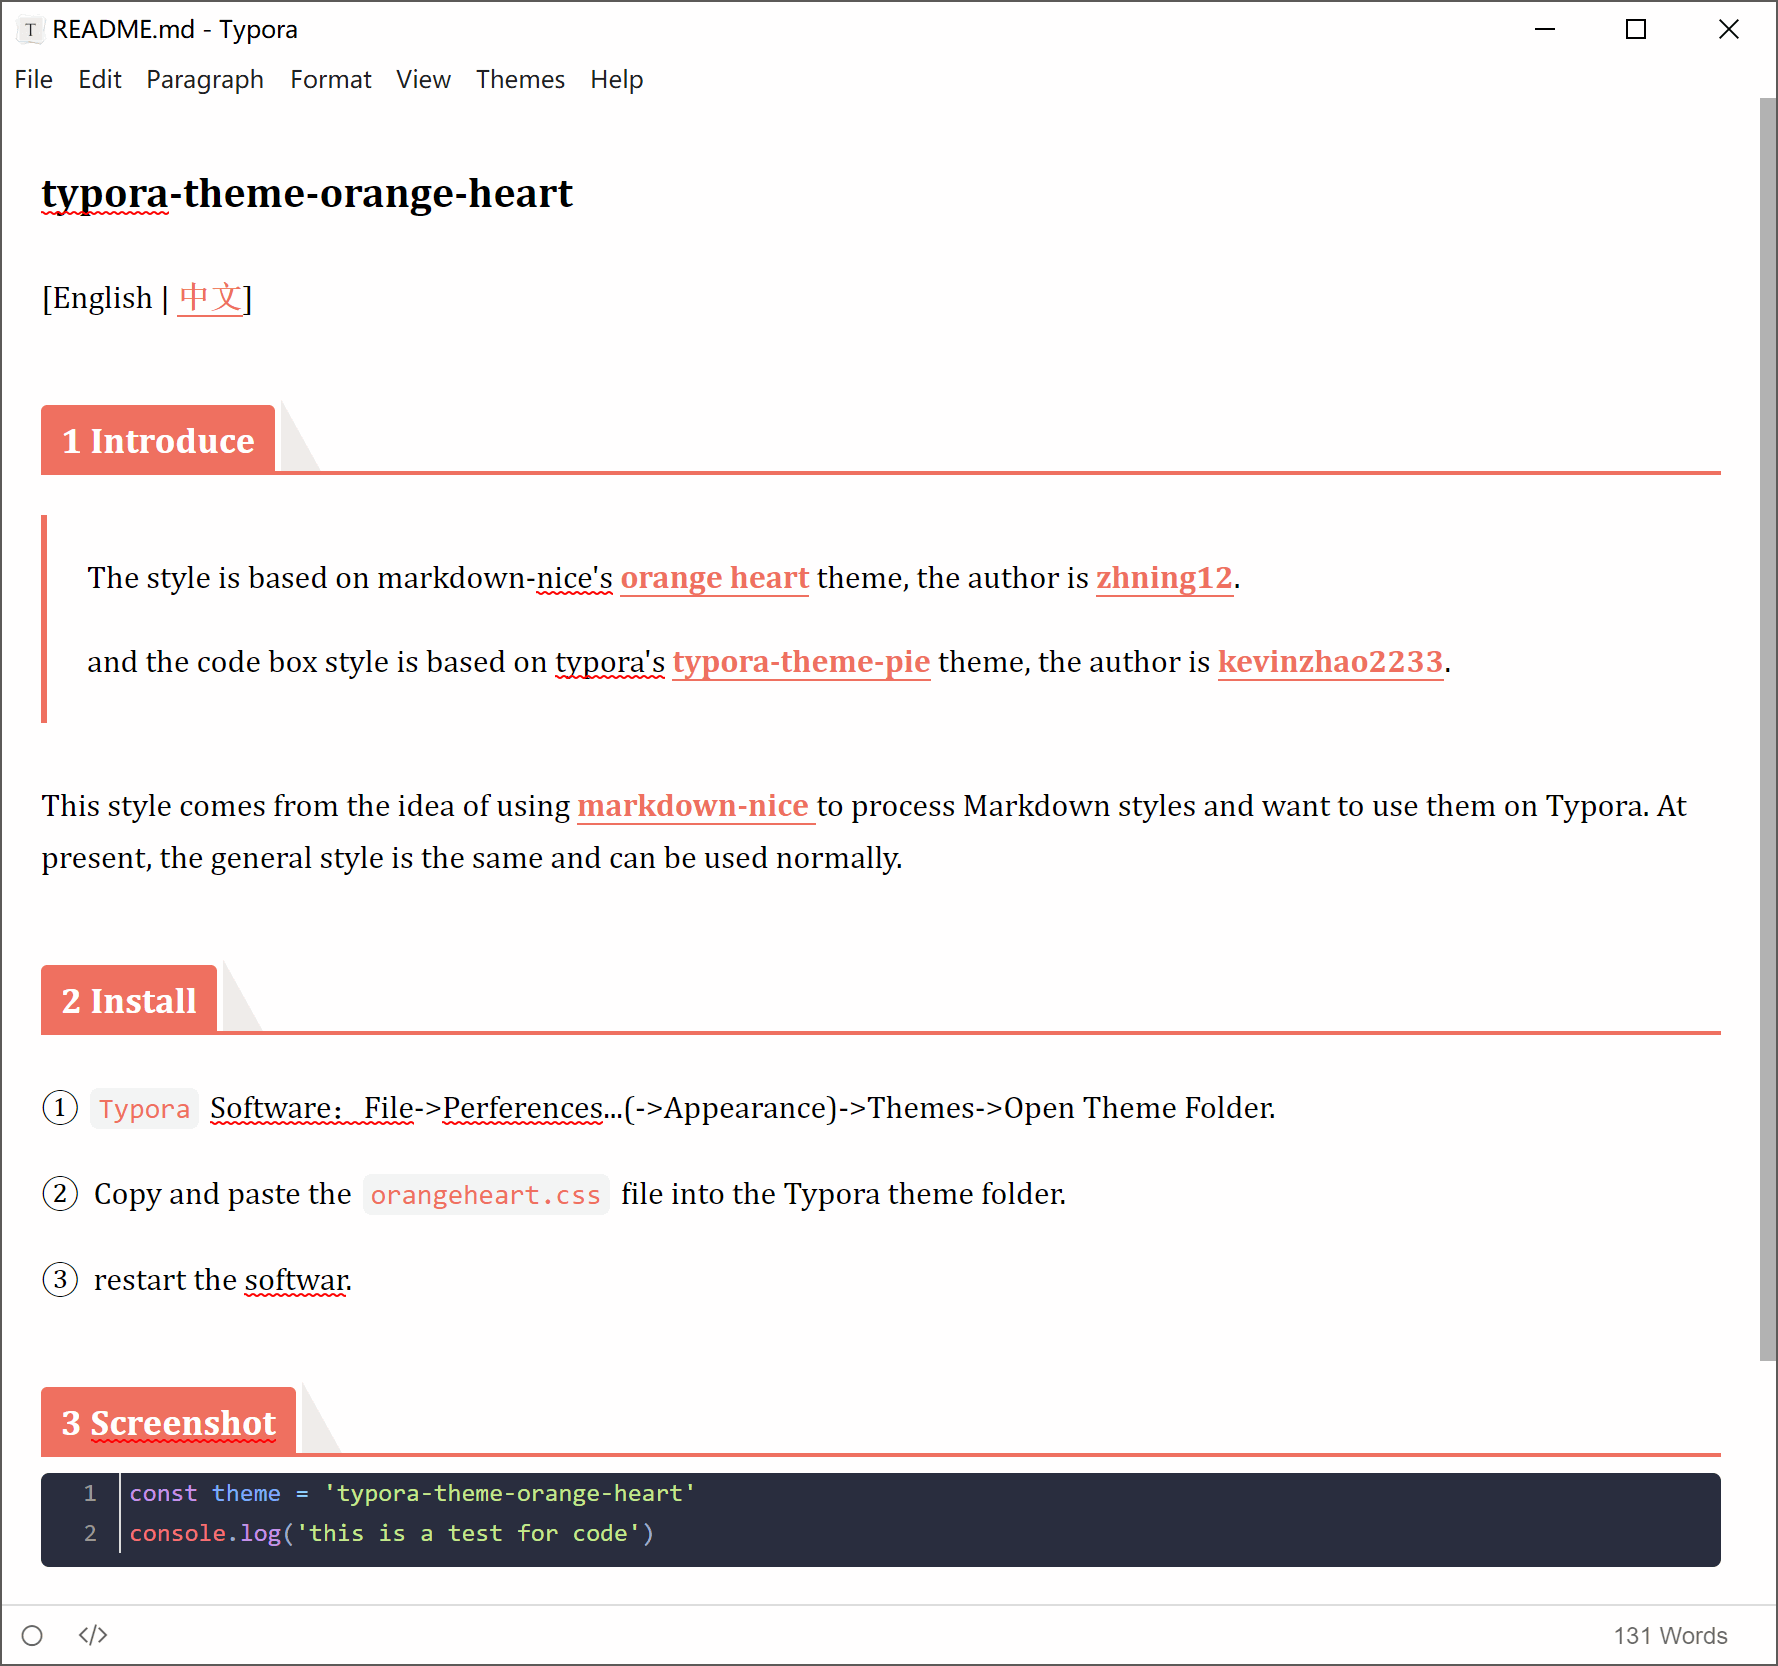 T README.md - Typora
File Edit Paragraph Format View Themes Help
typora-theme-orange-heart
[English | 中文]
1 Introduce
The style is based on markdown-nice's orange heart theme, the author is zhning12.
and the code box style is based on typora's typora-theme-pie theme, the author is kevinzhao2233.
This style comes from the idea of using markdown-nice to process Markdown styles and want to use them on Typora. At
present, the general style is the same and can be used normally.
2 Install
① Typora Software：File->Perferences...(->Appearance)->Themes->Open Theme Folder.
② Copy and paste the orangeheart.css file into the Typora theme folder.
③ restart the softwar.
3 Screenshot
1 const theme = 'typora-theme-orange-heart'
2 console.log('this is a test for code')
</> 131 Words